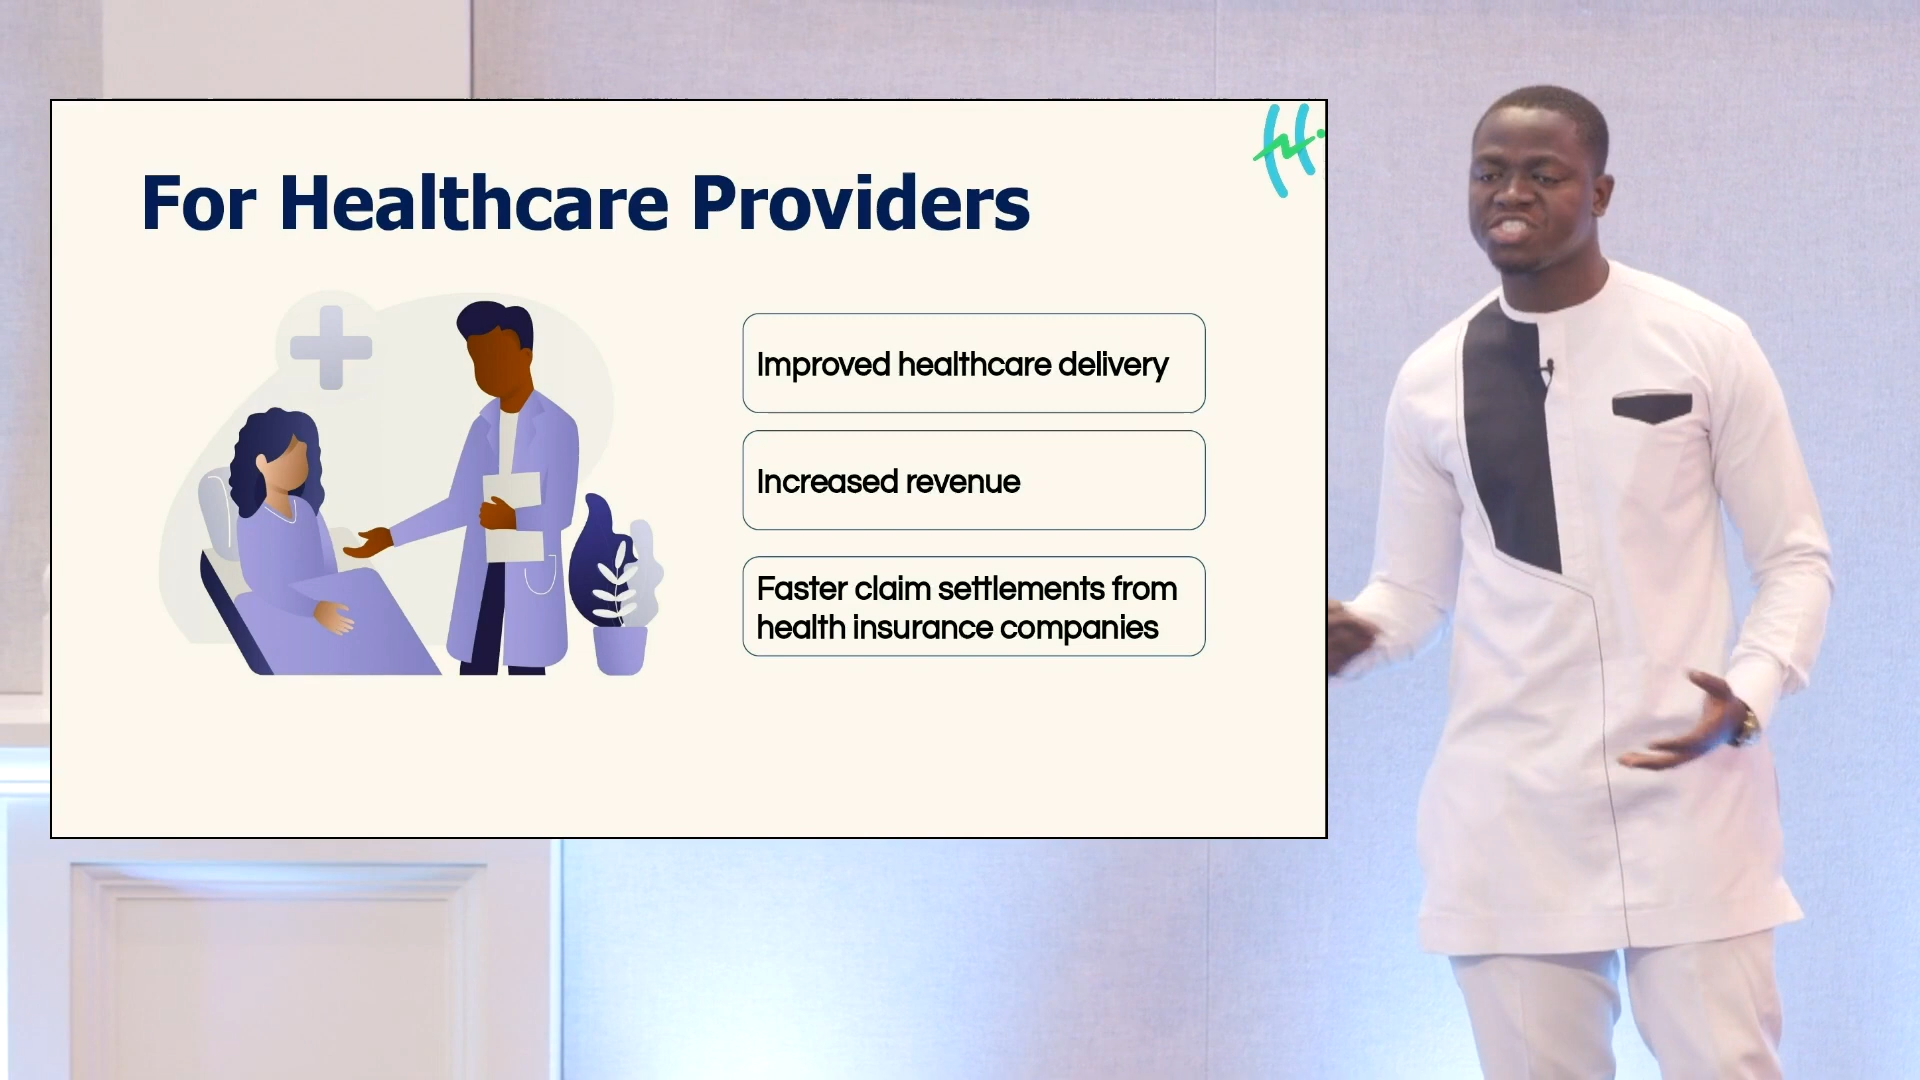 For Healthcare Providers
Improved healthcare delivery
Increased revenue
Faster claim settlements from
health insurance companies